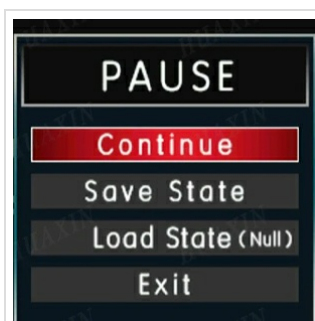 PAUSE
Continue
Save State
Load State (Null)
Exit